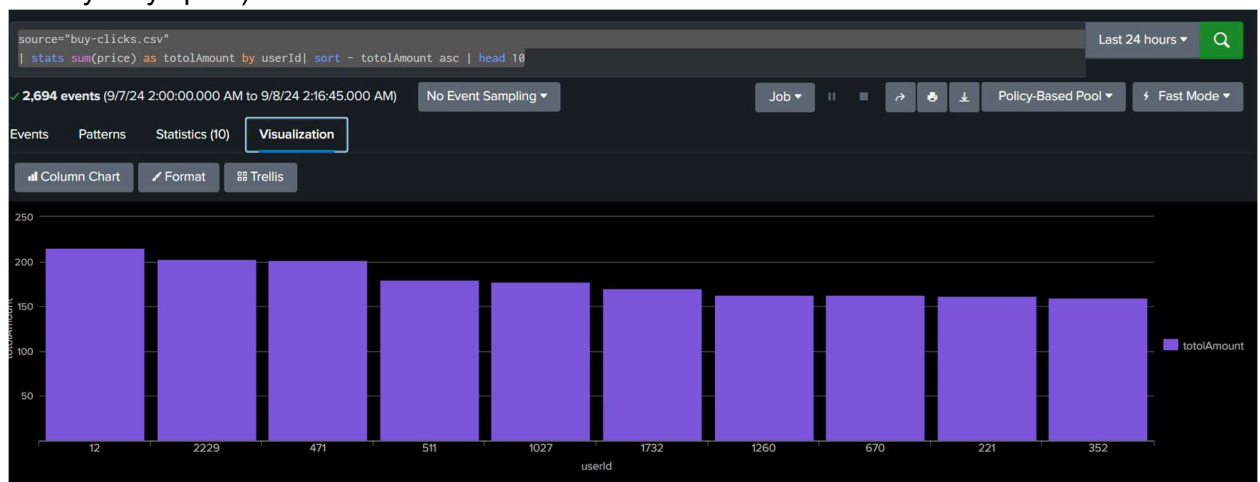 source="buy-clicks.csv"
| stats sum(price) as totolAmount by userId| sort - totolAmount asc | head 10
Last 24 hours
2,694 events (9/7/24 2:00:00.000 AM to 9/8/24 2:16:45.000 AM)
No Event Sampling
Job
Policy-Based Pool
Fast Mode
Events Patterns Statistics (10) Visualization
Column Chart Format Trellis
250
200
150
100
50
totolAmount
12 2229 471 511 1027 1732 1260 670 221 352
userId
totolAmount